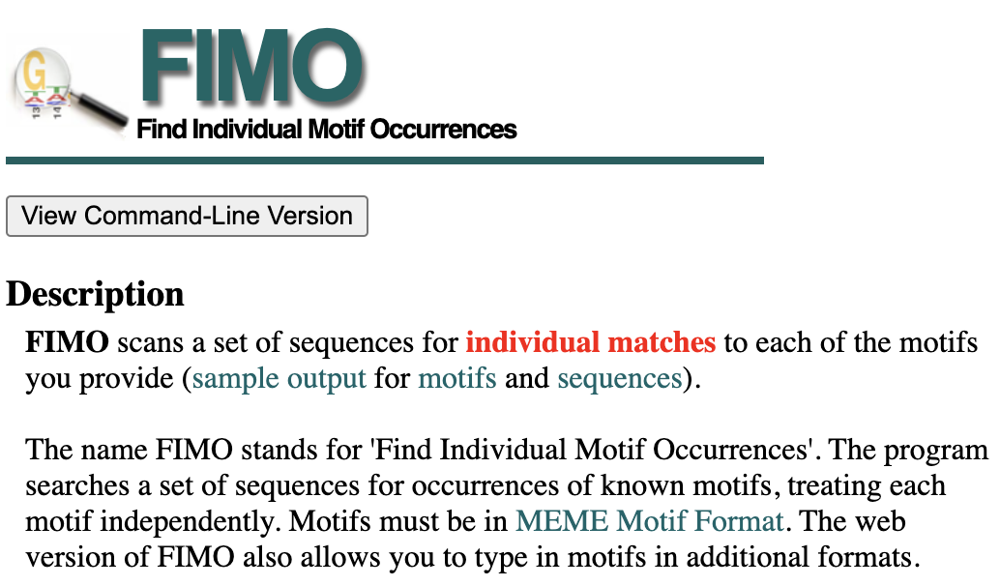 FIMO
G
13
14
Find Individual Motif Occurrences
View Command-Line Version
Description
FIMO scans a set of sequences for individual matches to each of the motifs
you provide (sample output for motifs and sequences).
The name FIMO stands for 'Find Individual Motif Occurrences'. The program
searches a set of sequences for occurrences of known motifs, treating each
motif independently. Motifs must be in MEME Motif Format. The web
version of FIMO also allows you to type in motifs in additional formats.